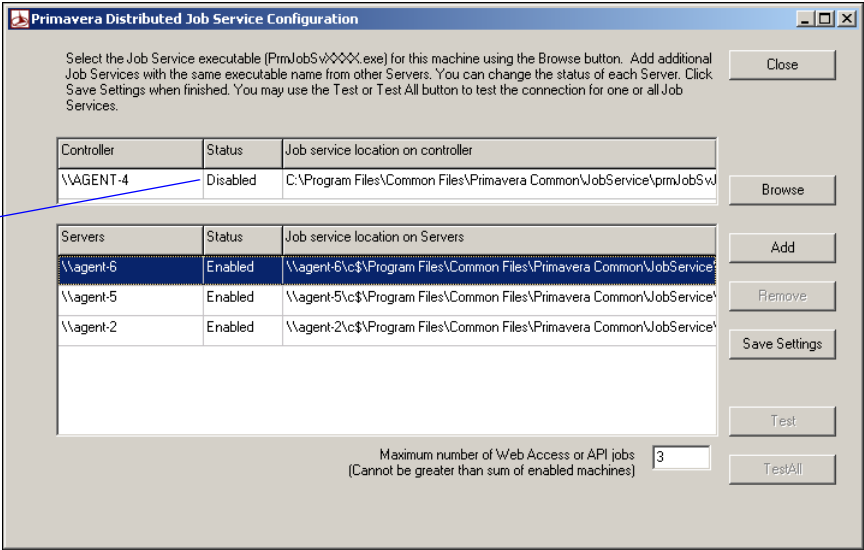 Primavera Distributed Job Service Configuration
Select the Job Service executable (PrmJobSvXXXX.exe) for this machine using the Browse button.  Add additional
Job Services with the same executable name from other Servers. You can change the status of each Server. Click
Save Settings when finished. You may use the Test or Test All button to test the connection for one or all Job
Services.
Close
Controller Status Job service location on controller
\\AGENT-4 Disabled C:\Program Files\Common Files\Primavera Common\JobService\prmJobSvJ
Browse
Servers Status Job service location on Servers
Add
\\agent-6 Enabled \\agent-6\c$\Program Files\Common Files\Primavera Common\JobService\
\\agent-5 Enabled \\agent-5\c$\Program Files\Common Files\Primavera Common\JobService\
Remove
\\agent-2 Enabled \\agent-2\c$\Program Files\Common Files\Primavera Common\JobService\
Save Settings
Test
Maximum number of Web Access or API jobs
(Cannot be greater than sum of enabled machines)
3
TestAll